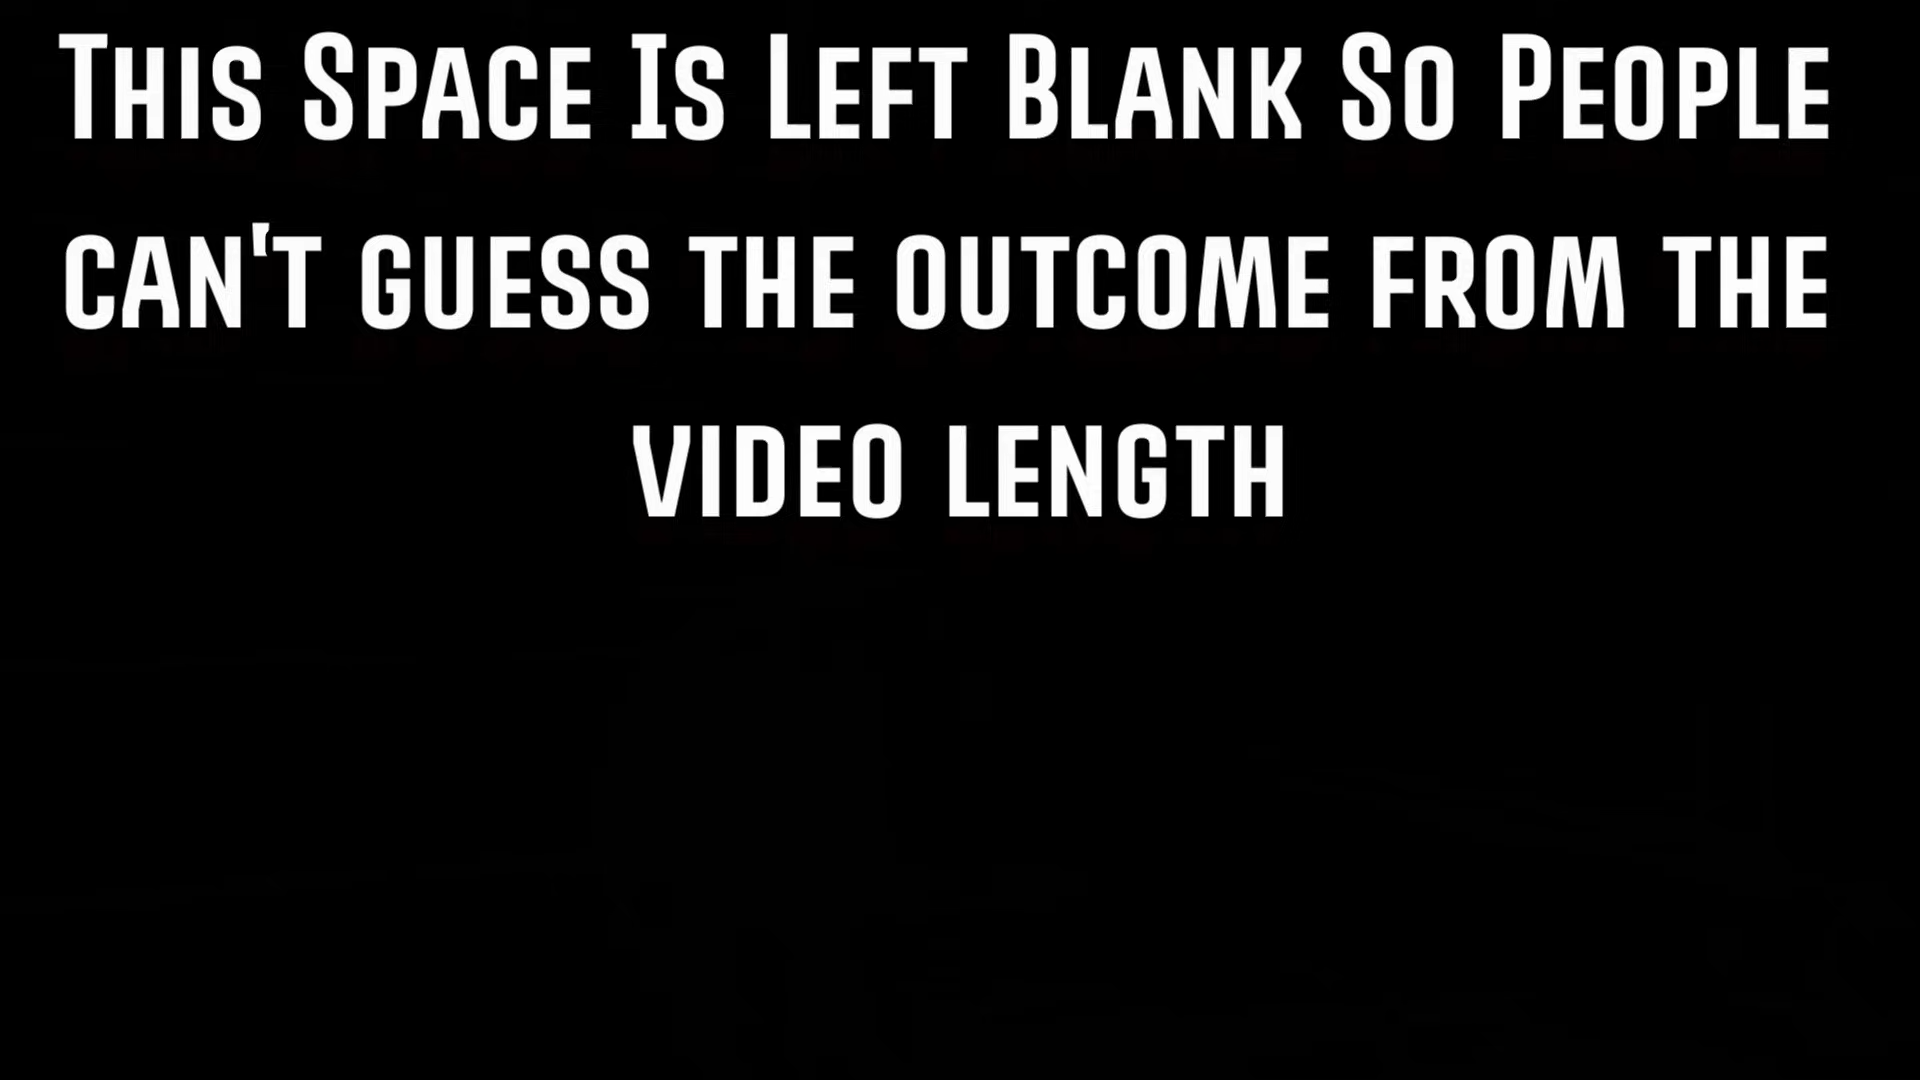 This Space Is Left Blank So People
can't guess the outcome from the
video length